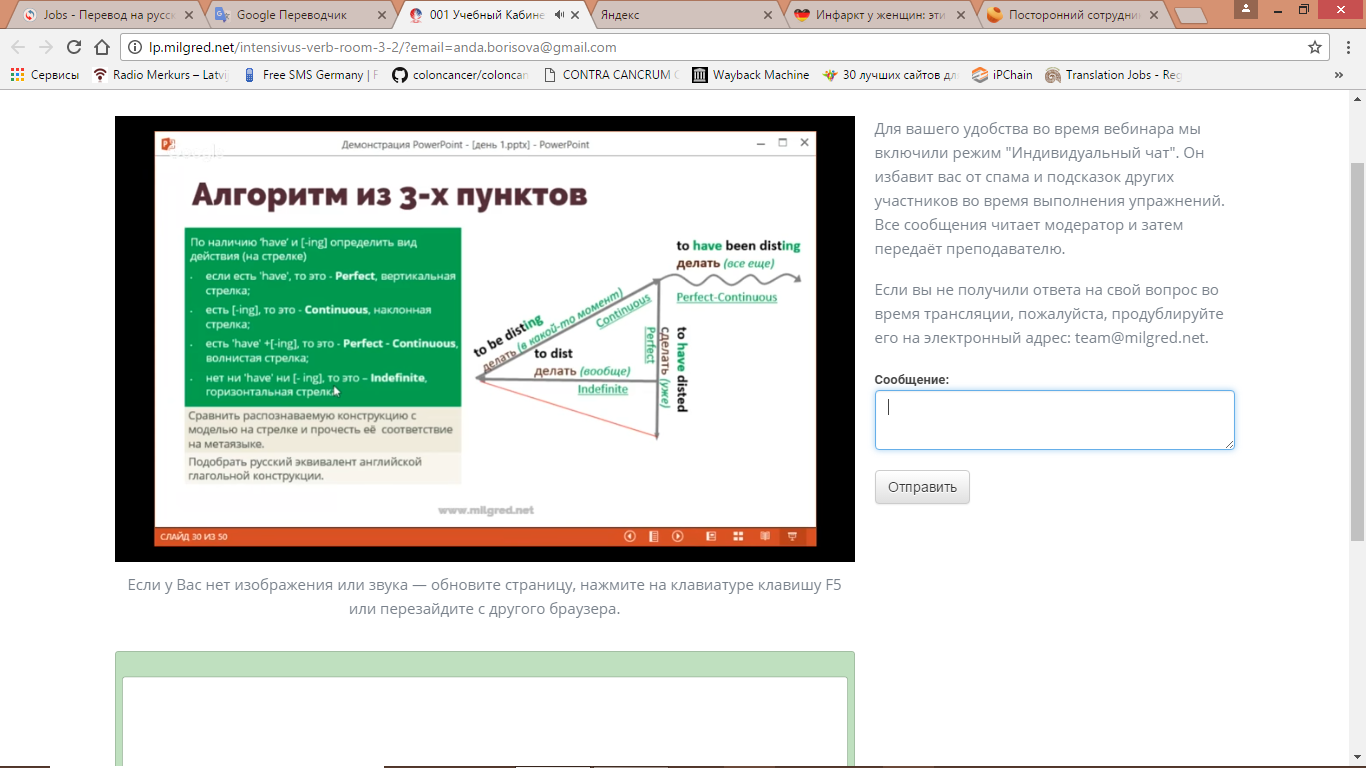 Jobs - Перевод на русс
Google Переводчик
001 Учебный Кабине
Яндекс
Инфаркт у женщин: эти
Посторонний сотрудни
lp.milgred.net/intensivus-verb-room-3-2/?email=anda.borisova@gmail.com
Сервисы
Radio Merkurs – Latvi
Free SMS Germany | F
coloncancer/coloncan
CONTRA CANCRUM C
Wayback Machine
30 лучших сайтов дл
iPChain
Translation Jobs - Reg
Демонстрация PowerPoint - [день 1.pptx] - PowerPoint
Алгоритм из 3-х пунктов
По наличию 'have' и [-ing] определить вид
действия (на стрелке)
если есть 'have', то это - Perfect, вертикальная
стрелка;
есть [-ing], то это - Continuous, наклонная
стрелка;
есть 'have' +[-ing], то это - Perfect - Continuous,
волнистая стрелка;
нет ни 'have' ни [- ing], то это – Indefinite,
горизонтальная стрелка
Сравнить распознаваемую конструкцию с
моделью на стрелке и прочесть её соответствие
на метаязыке.
Подобрать русский эквивалент английской
глагольной конструкции.
to have been disting
делать (все еще)
Perfect-Continuous
to be disting
делать (в какой-то момент)
Continuous
to dist
делать (вообще)
Indefinite
Perfect
сделать (уже)
to have disted
www.milgred.net
СЛАЙД 30 ИЗ 50
Если у Вас нет изображения или звука — обновите страницу, нажмите на клавиатуре клавишу F5
или перезайдите с другого браузера.
Для вашего удобства во время вебинара мы
включили режим "Индивидуальный чат". Он
избавит вас от спама и подсказок других
участников во время выполнения упражнений.
Все сообщения читает модератор и затем
передаёт преподавателю.
Если вы не получили ответа на свой вопрос во
время трансляции, пожалуйста, продублируйте
его на электронный адрес: team@milgred.net.
Сообщение:
Отправить